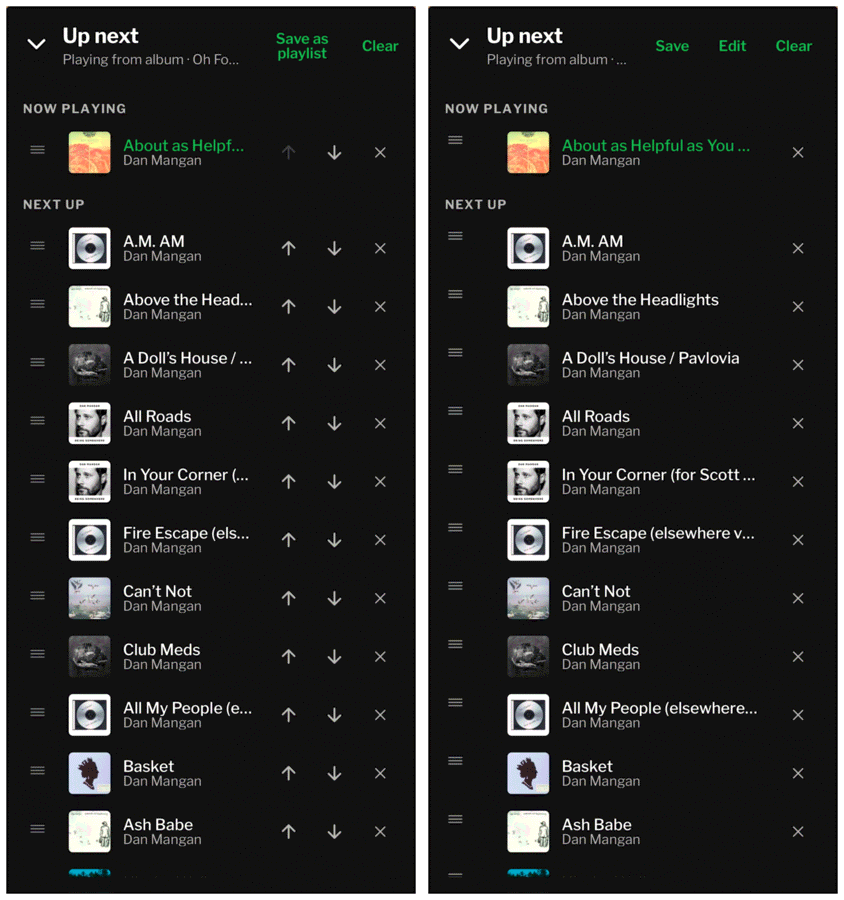 Up next
Playing from album · Oh Fo...
Save as
playlist
Clear
NOW PLAYING
About as Helpf...
Dan Mangan
NEXT UP
A.M. AM
Dan Mangan
Above the Head...
Dan Mangan
A Doll’s House / ...
Dan Mangan
All Roads
Dan Mangan
In Your Corner (...
Dan Mangan
Fire Escape (els...
Dan Mangan
Can’t Not
Dan Mangan
Club Meds
Dan Mangan
All My People (e...
Dan Mangan
Basket
Dan Mangan
Ash Babe
Dan Mangan
Up next
Playing from album · ...
Save
Edit
Clear
NOW PLAYING
About as Helpful as You ...
Dan Mangan
NEXT UP
A.M. AM
Dan Mangan
Above the Headlights
Dan Mangan
A Doll’s House / Pavlovia
Dan Mangan
All Roads
Dan Mangan
In Your Corner (for Scott ...
Dan Mangan
Fire Escape (elsewhere v...
Dan Mangan
Can’t Not
Dan Mangan
Club Meds
Dan Mangan
All My People (elsewhere...
Dan Mangan
Basket
Dan Mangan
Ash Babe
Dan Mangan